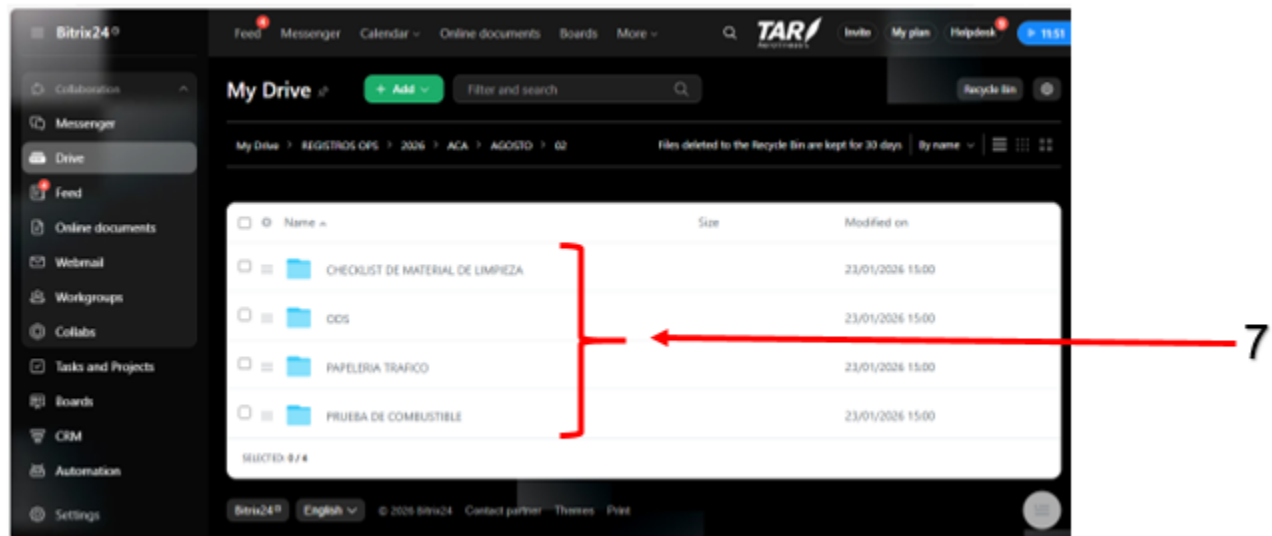 Bitrix24
Feed 4 Messenger Calendar Online documents Boards More TAR Invite My plan Helpdesk 11:51
Collaboration
Messenger
Drive
Feed
Online documents
Webmail
Workgroups
Collabs
Tasks and Projects
Boards
CRM
Automation
Settings
My Drive + Add Filter and search Recycle Bin
My Drive > REGISTROS OPS > 2026 > ACA > AGOSTO > 02 Files deleted to the Recycle Bin are kept for 30 days By name
Name Size Modified on
CHECKLIST DE MATERIAL DE LIMPIEZA 23/01/2026 15:00
ODS 23/01/2026 15:00
PAPELERIA TRAFICO 23/01/2026 15:00
PRUEBA DE COMBUSTIBLE 23/01/2026 15:00
SELECTED: 0 / 4
Bitrix24 English © 2026 Bitrix24 Contact partner Themes Print
7